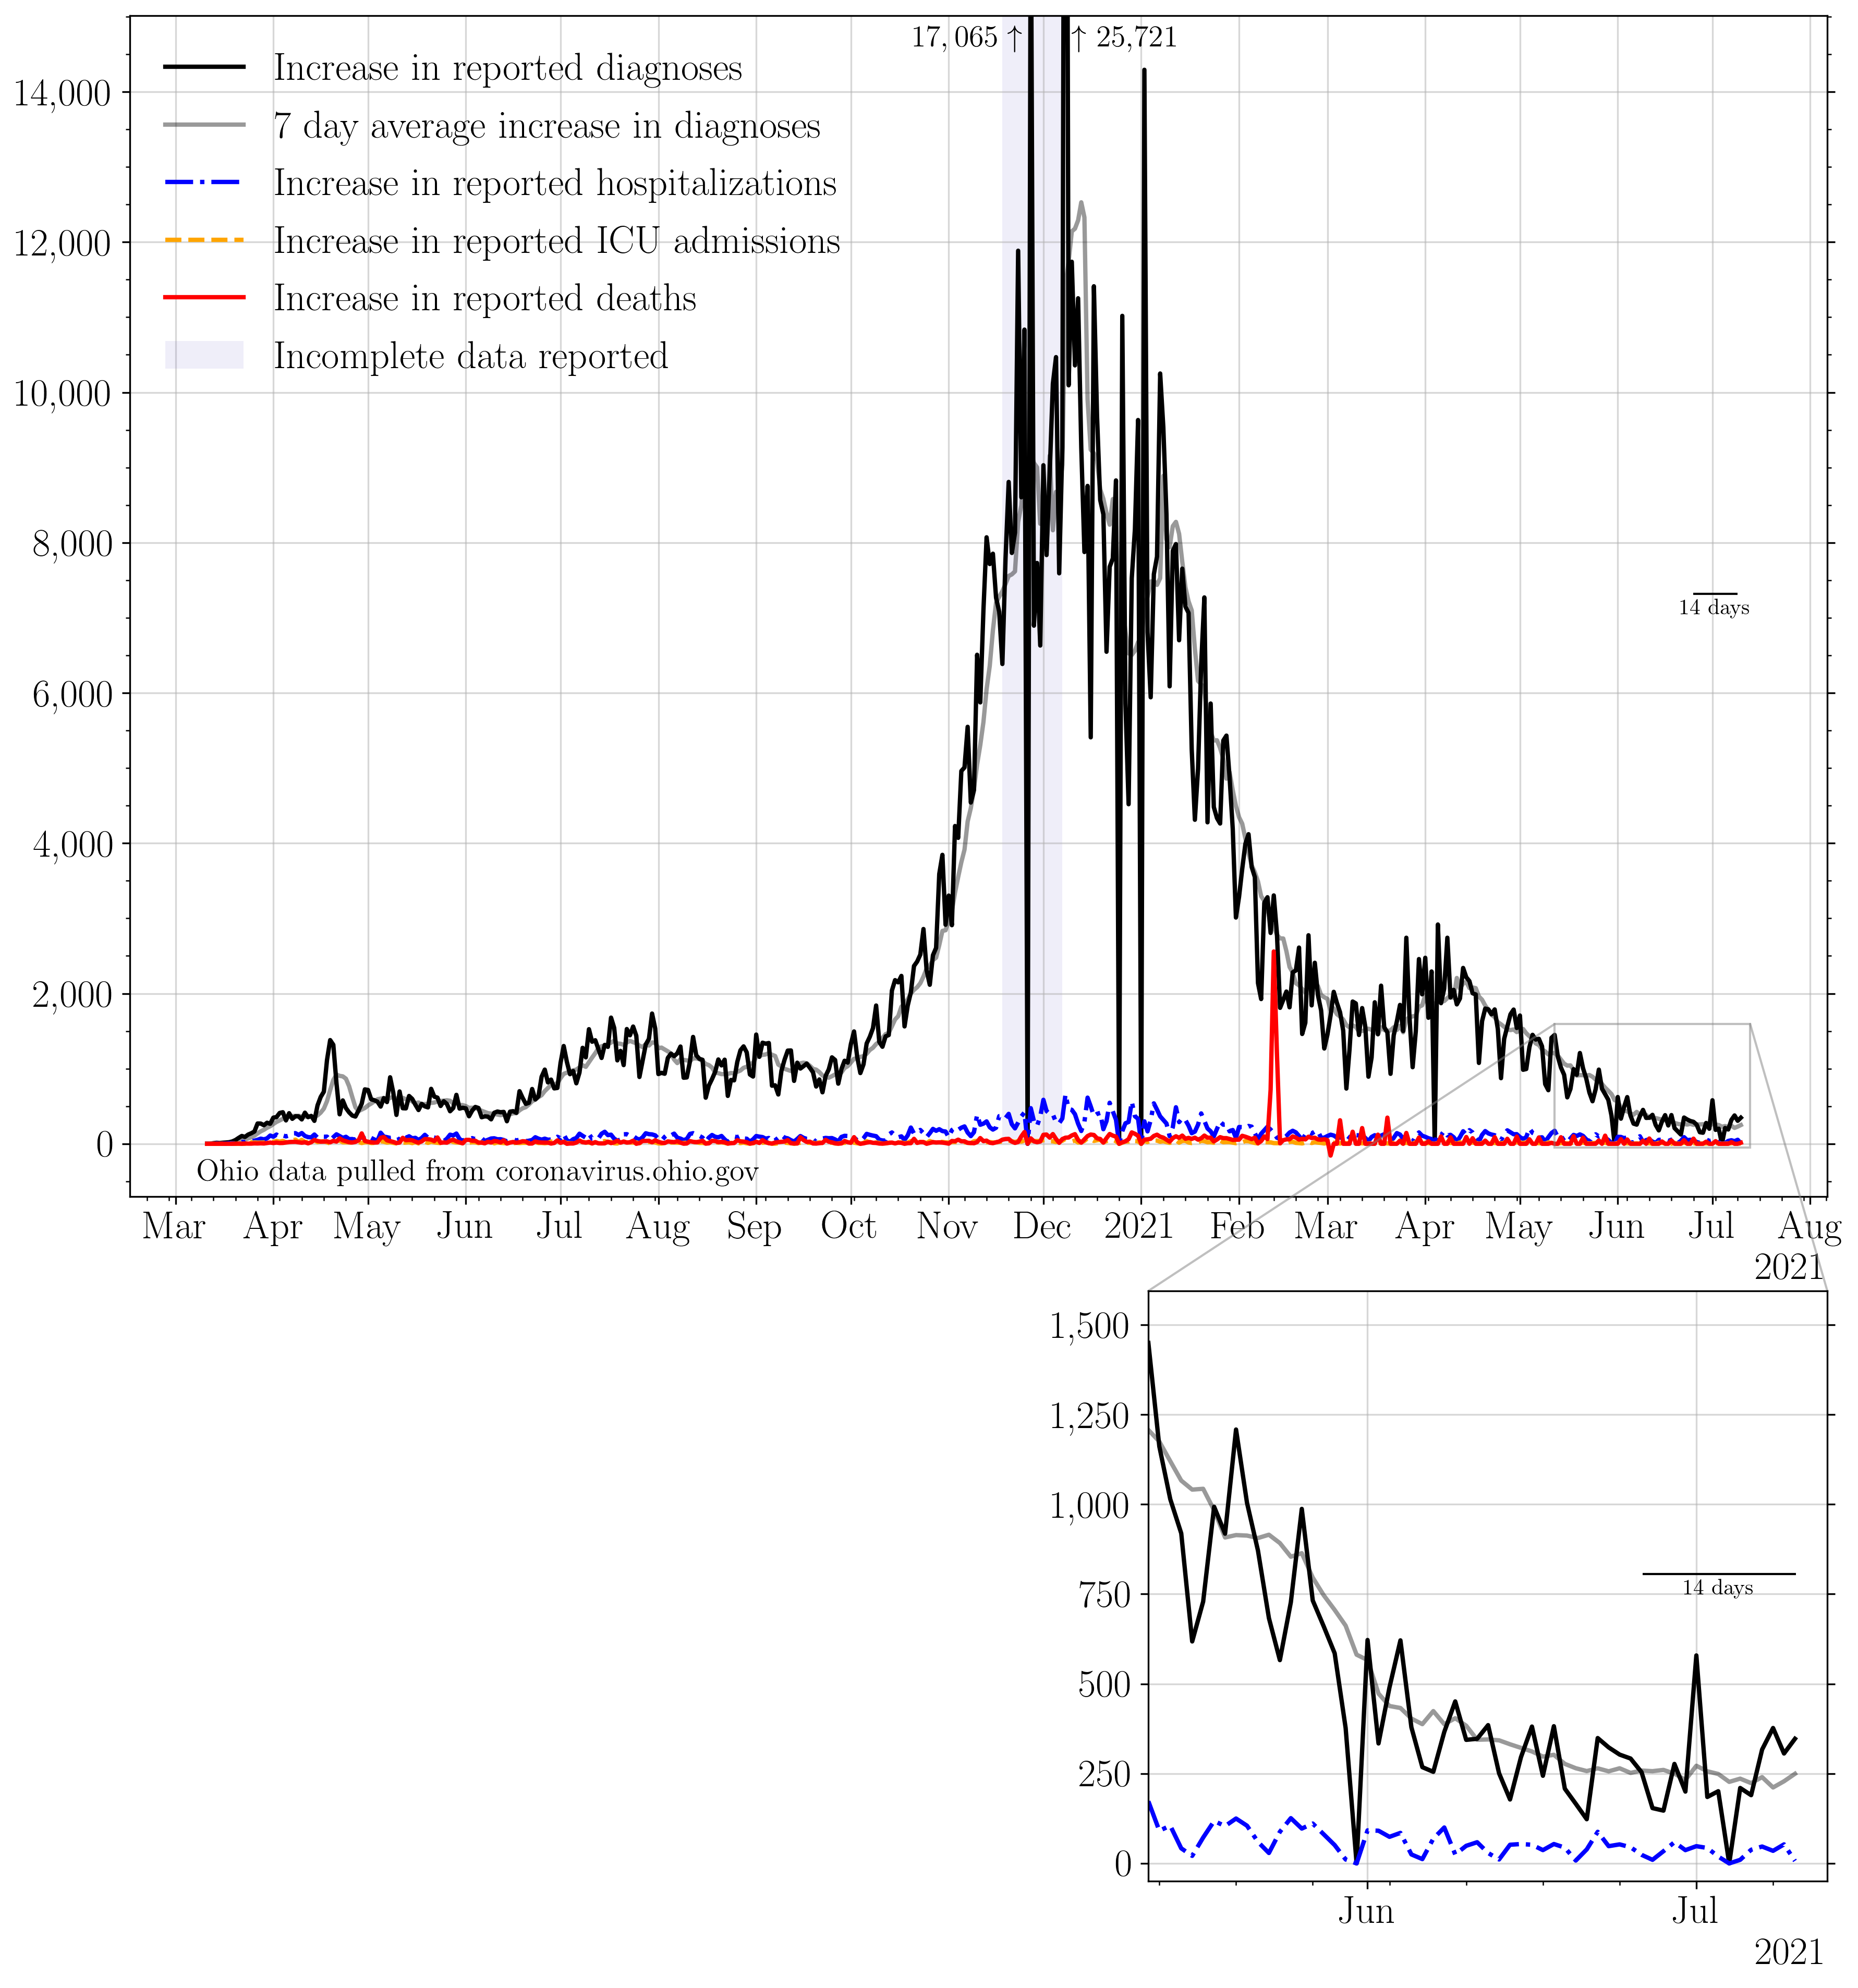 17,065 ↑ ↑ 25,721
Increase in reported diagnoses
14,000
7 day average increase in diagnoses
Increase in reported hospitalizations
12,000
Increase in reported ICU admissions
Increase in reported deaths
Incomplete data reported
10,000
8,000
14 days
6,000
4,000
2,000
0
Ohio data pulled from coronavirus.ohio.gov
Mar Apr May Jun Jul Aug Sep Oct Nov Dec 2021 Feb Mar Apr May Jun Jul Aug
2021
1,500
1,250
1,000
750
14 days
500
250
0
Jun Jul
2021